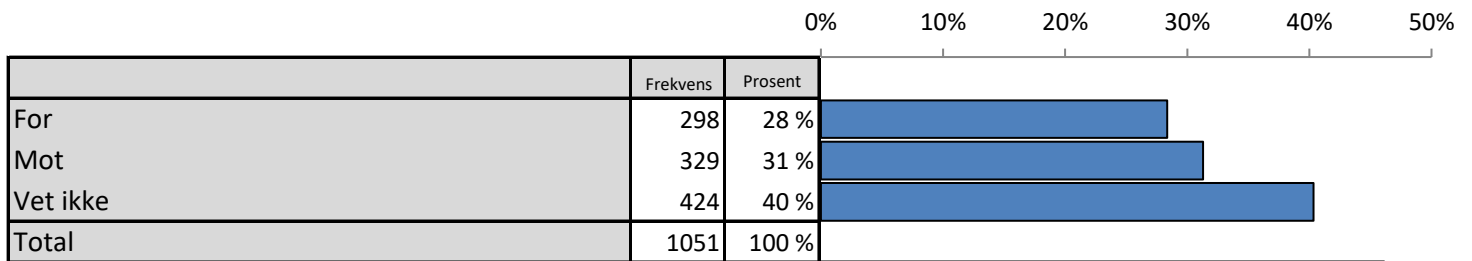 0% 10% 20% 30% 40% 50%
Frekvens Prosent
For 298 28 %
Mot 329 31 %
Vet ikke 424 40 %
Total 1051 100 %